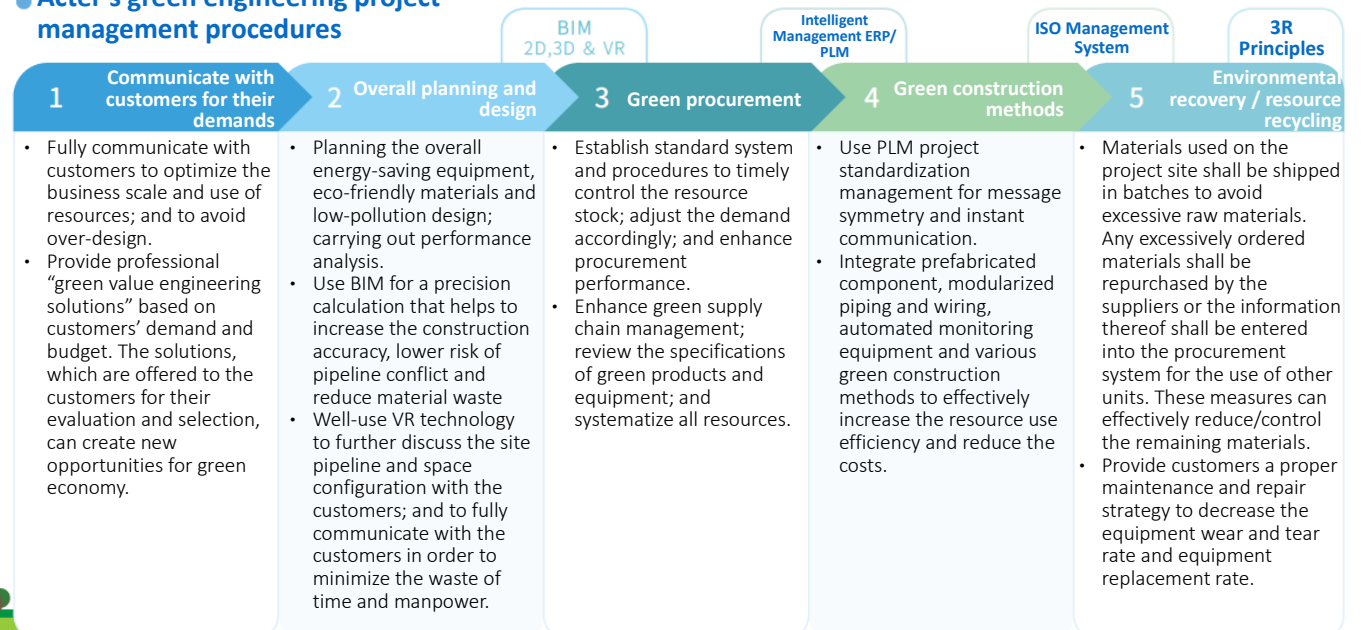 Acter's green engineering project
management procedures
BIM
2D,3D & VR
Intelligent
Management ERP/
PLM
ISO Management
System
3R
Principles
1
Communicate with
customers for their
demands
2
Overall planning and
design
3
Green procurement
4
Green construction
methods
5
Environmental
recovery / resource
recycling
• Fully communicate with
customers to optimize the
business scale and use of
resources; and to avoid
over-design.
• Provide professional
“green value engineering
solutions” based on
customers’ demand and
budget. The solutions,
which are offered to the
customers for their
evaluation and selection,
can create new
opportunities for green
economy.
• Planning the overall
energy-saving equipment,
eco-friendly materials and
low-pollution design;
carrying out performance
analysis.
• Use BIM for a precision
calculation that helps to
increase the construction
accuracy, lower risk of
pipeline conflict and
reduce material waste
• Well-use VR technology
to further discuss the site
pipeline and space
configuration with the
customers; and to fully
communicate with the
customers in order to
minimize the waste of
time and manpower.
• Establish standard system
and procedures to timely
control the resource
stock; adjust the demand
accordingly; and enhance
procurement
performance.
• Enhance green supply
chain management;
review the specifications
of green products and
equipment; and
systematize all resources.
• Use PLM project
standardization
management for message
symmetry and instant
communication.
• Integrate prefabricated
component, modularized
piping and wiring,
automated monitoring
equipment and various
green construction
methods to effectively
increase the resource use
efficiency and reduce the
costs.
• Materials used on the
project site shall be shipped
in batches to avoid
excessive raw materials.
Any excessively ordered
materials shall be
repurchased by the
suppliers or the information
thereof shall be entered
into the procurement
system for the use of other
units. These measures can
effectively reduce/control
the remaining materials.
• Provide customers a proper
maintenance and repair
strategy to decrease the
equipment wear and tear
rate and equipment
replacement rate.